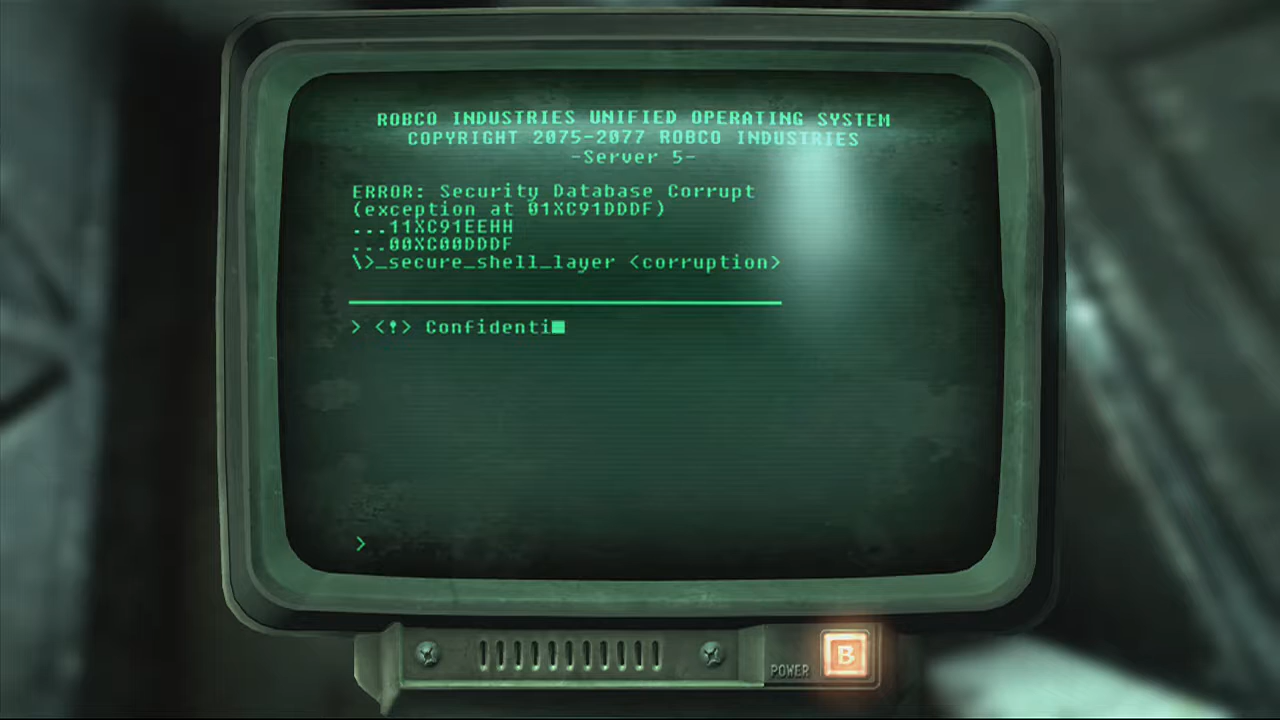 ROBCO INDUSTRIES UNIFIED OPERATING SYSTEM
COPYRIGHT 2075-2077 ROBCO INDUSTRIES
-Server 5-
ERROR: Security Database Corrupt
(exception at 01XC91DDDF)
...11XC91EEHH
...00XC00DDDF
\>_secure_shell_layer <corruption>
> <!> Confidenti
>
POWER
B